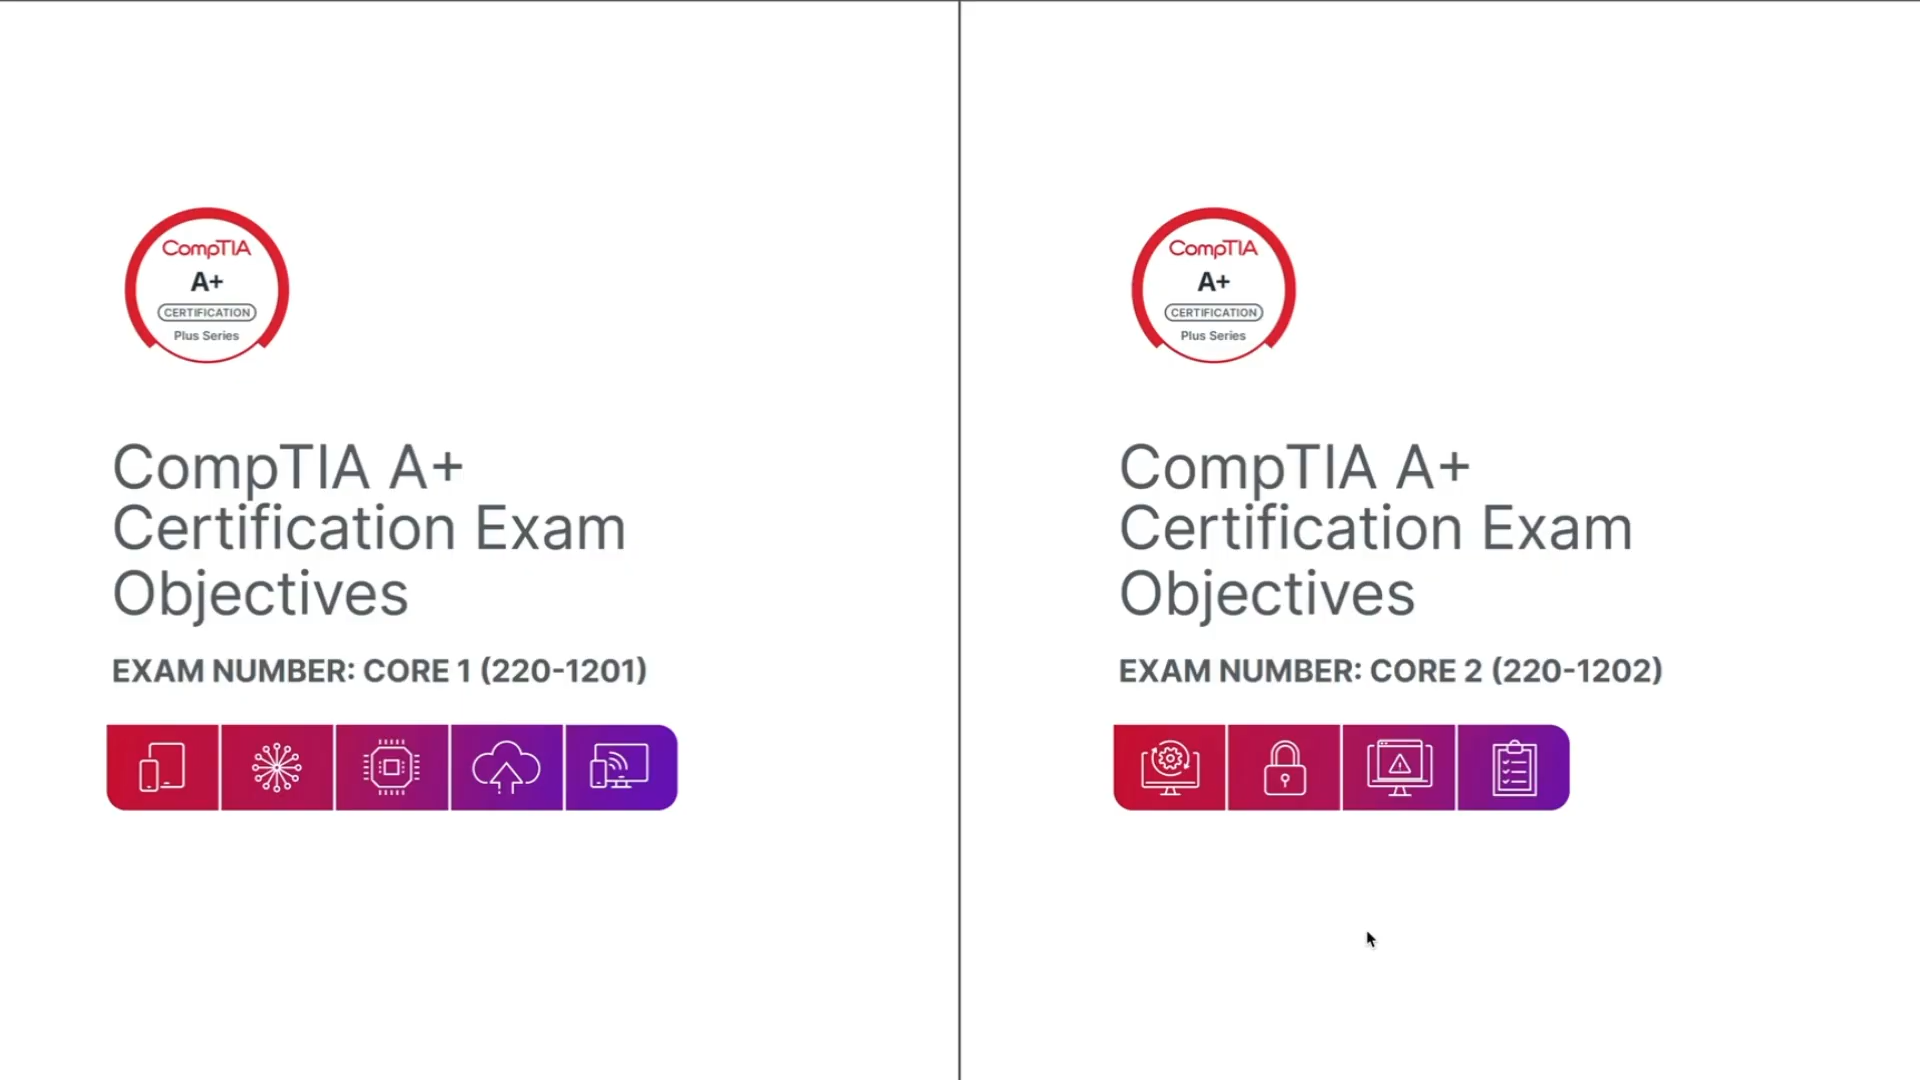 CompTIA
A+
CERTIFICATION
Plus Series
CompTIA A+
Certification Exam
Objectives
EXAM NUMBER: CORE 1 (220-1201)
CompTIA
A+
CERTIFICATION
Plus Series
CompTIA A+
Certification Exam
Objectives
EXAM NUMBER: CORE 2 (220-1202)